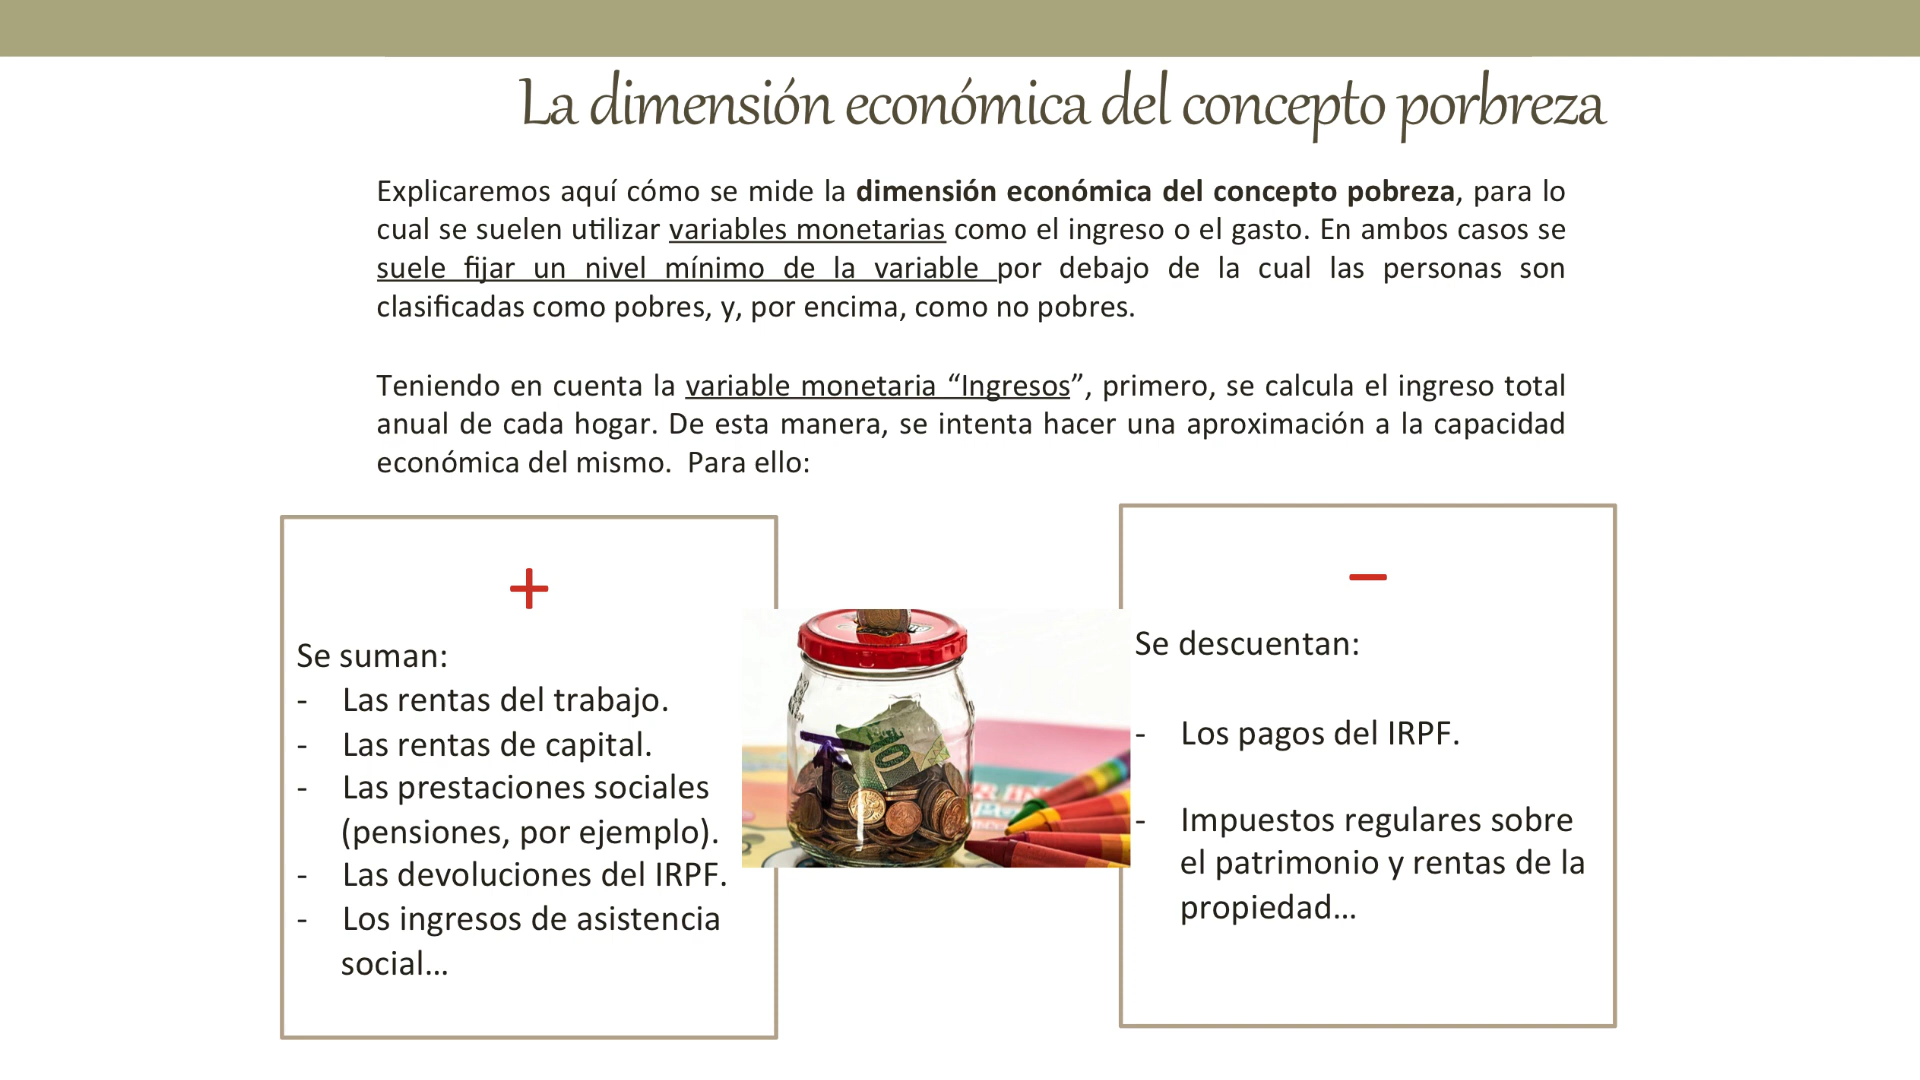 La dimensión económica del concepto porbreza
Explicaremos aquí cómo se mide la dimensión económica del concepto pobreza, para lo
cual se suelen utilizar variables monetarias como el ingreso o el gasto. En ambos casos se
suele fijar un nivel mínimo de la variable por debajo de la cual las personas son
clasificadas como pobres, y, por encima, como no pobres.
Teniendo en cuenta la variable monetaria “Ingresos”, primero, se calcula el ingreso total
anual de cada hogar. De esta manera, se intenta hacer una aproximación a la capacidad
económica del mismo. Para ello:
+
Se suman:
- Las rentas del trabajo.
- Las rentas de capital.
- Las prestaciones sociales
(pensiones, por ejemplo).
- Las devoluciones del IRPF.
- Los ingresos de asistencia
social…
10
–
Se descuentan:
- Los pagos del IRPF.
- Impuestos regulares sobre
el patrimonio y rentas de la
propiedad…